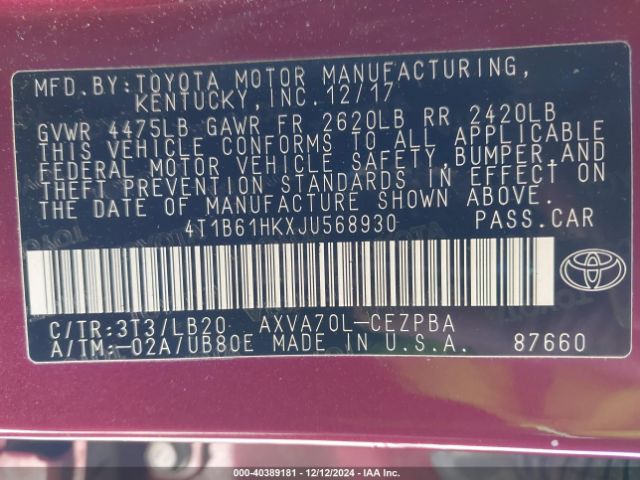 MFD.BY:TOYOTA MOTOR MANUFACTURING,
KENTUCKY,INC.12/17
GVWR 4475LB GAWR FR 2620LB RR 2420LB
THIS VEHICLE CONFORMS TO ALL APPLICABLE
FEDERAL MOTOR VEHICLE SAFETY,BUMPER,AND
THEFT PREVENTION STANDARDS IN EFFECT ON
THE DATE OF MANUFACTURE SHOWN ABOVE.
4T1B61HKXJU568930 PASS.CAR
C/TR:3T3/LB20 AXVA70L-CEZPBA
A/TM:-02A/UB80E MADE IN U.S.A. 87660
TOYOTA
000-40389181 - 12/12/2024 - IAA Inc.